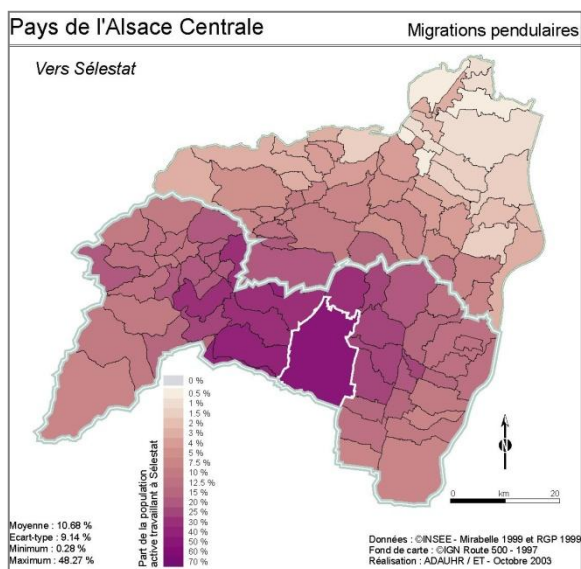 Pays de l'Alsace Centrale
Migrations pendulaires
Vers Sélestat
Part de la population
active travaillant à Sélestat
0 %
0.5 %
1 %
1.5 %
2 %
3 %
4 %
5 %
7.5 %
10 %
12.5 %
15 %
20 %
25 %
30 %
40 %
50 %
60 %
70 %
N
0
km
20
Moyenne : 10.68 %
Ecart-type : 9.14 %
Minimum : 0.28 %
Maximum : 48.27 %
Données : ©INSEE - Mirabelle 1999 et RGP 1999
Fond de carte : ©IGN Route 500 - 1997
Réalisation : ADAUHR / ET - Octobre 2003